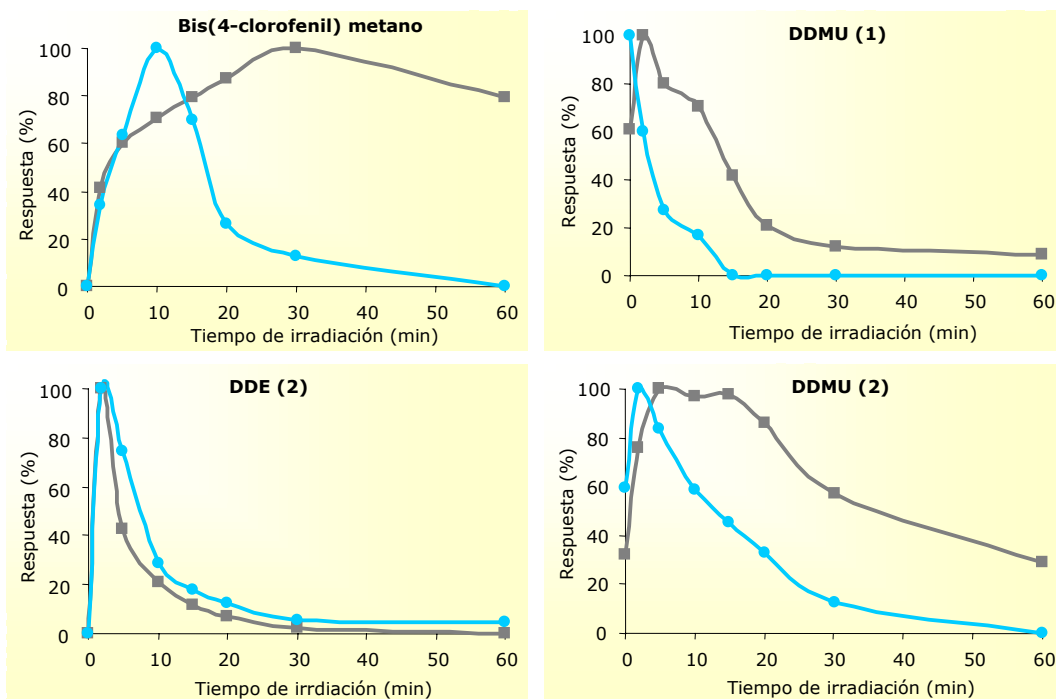 Bis(4-clorofenil) metano
Respuesta (%)
100
80
60
40
20
0
0 10 20 30 40 50 60
Tiempo de irradiación (min)
DDMU (1)
Respuesta (%)
100
80
60
40
20
0
0 10 20 30 40 50 60
Tiempo de irradiación (min)
DDE (2)
Respuesta (%)
100
80
60
40
20
0
0 10 20 30 40 50 60
Tiempo de irrdiación (min)
DDMU (2)
Respuesta (%)
100
80
60
40
20
0
0 10 20 30 40 50 60
Tiempo de irradiación (min)